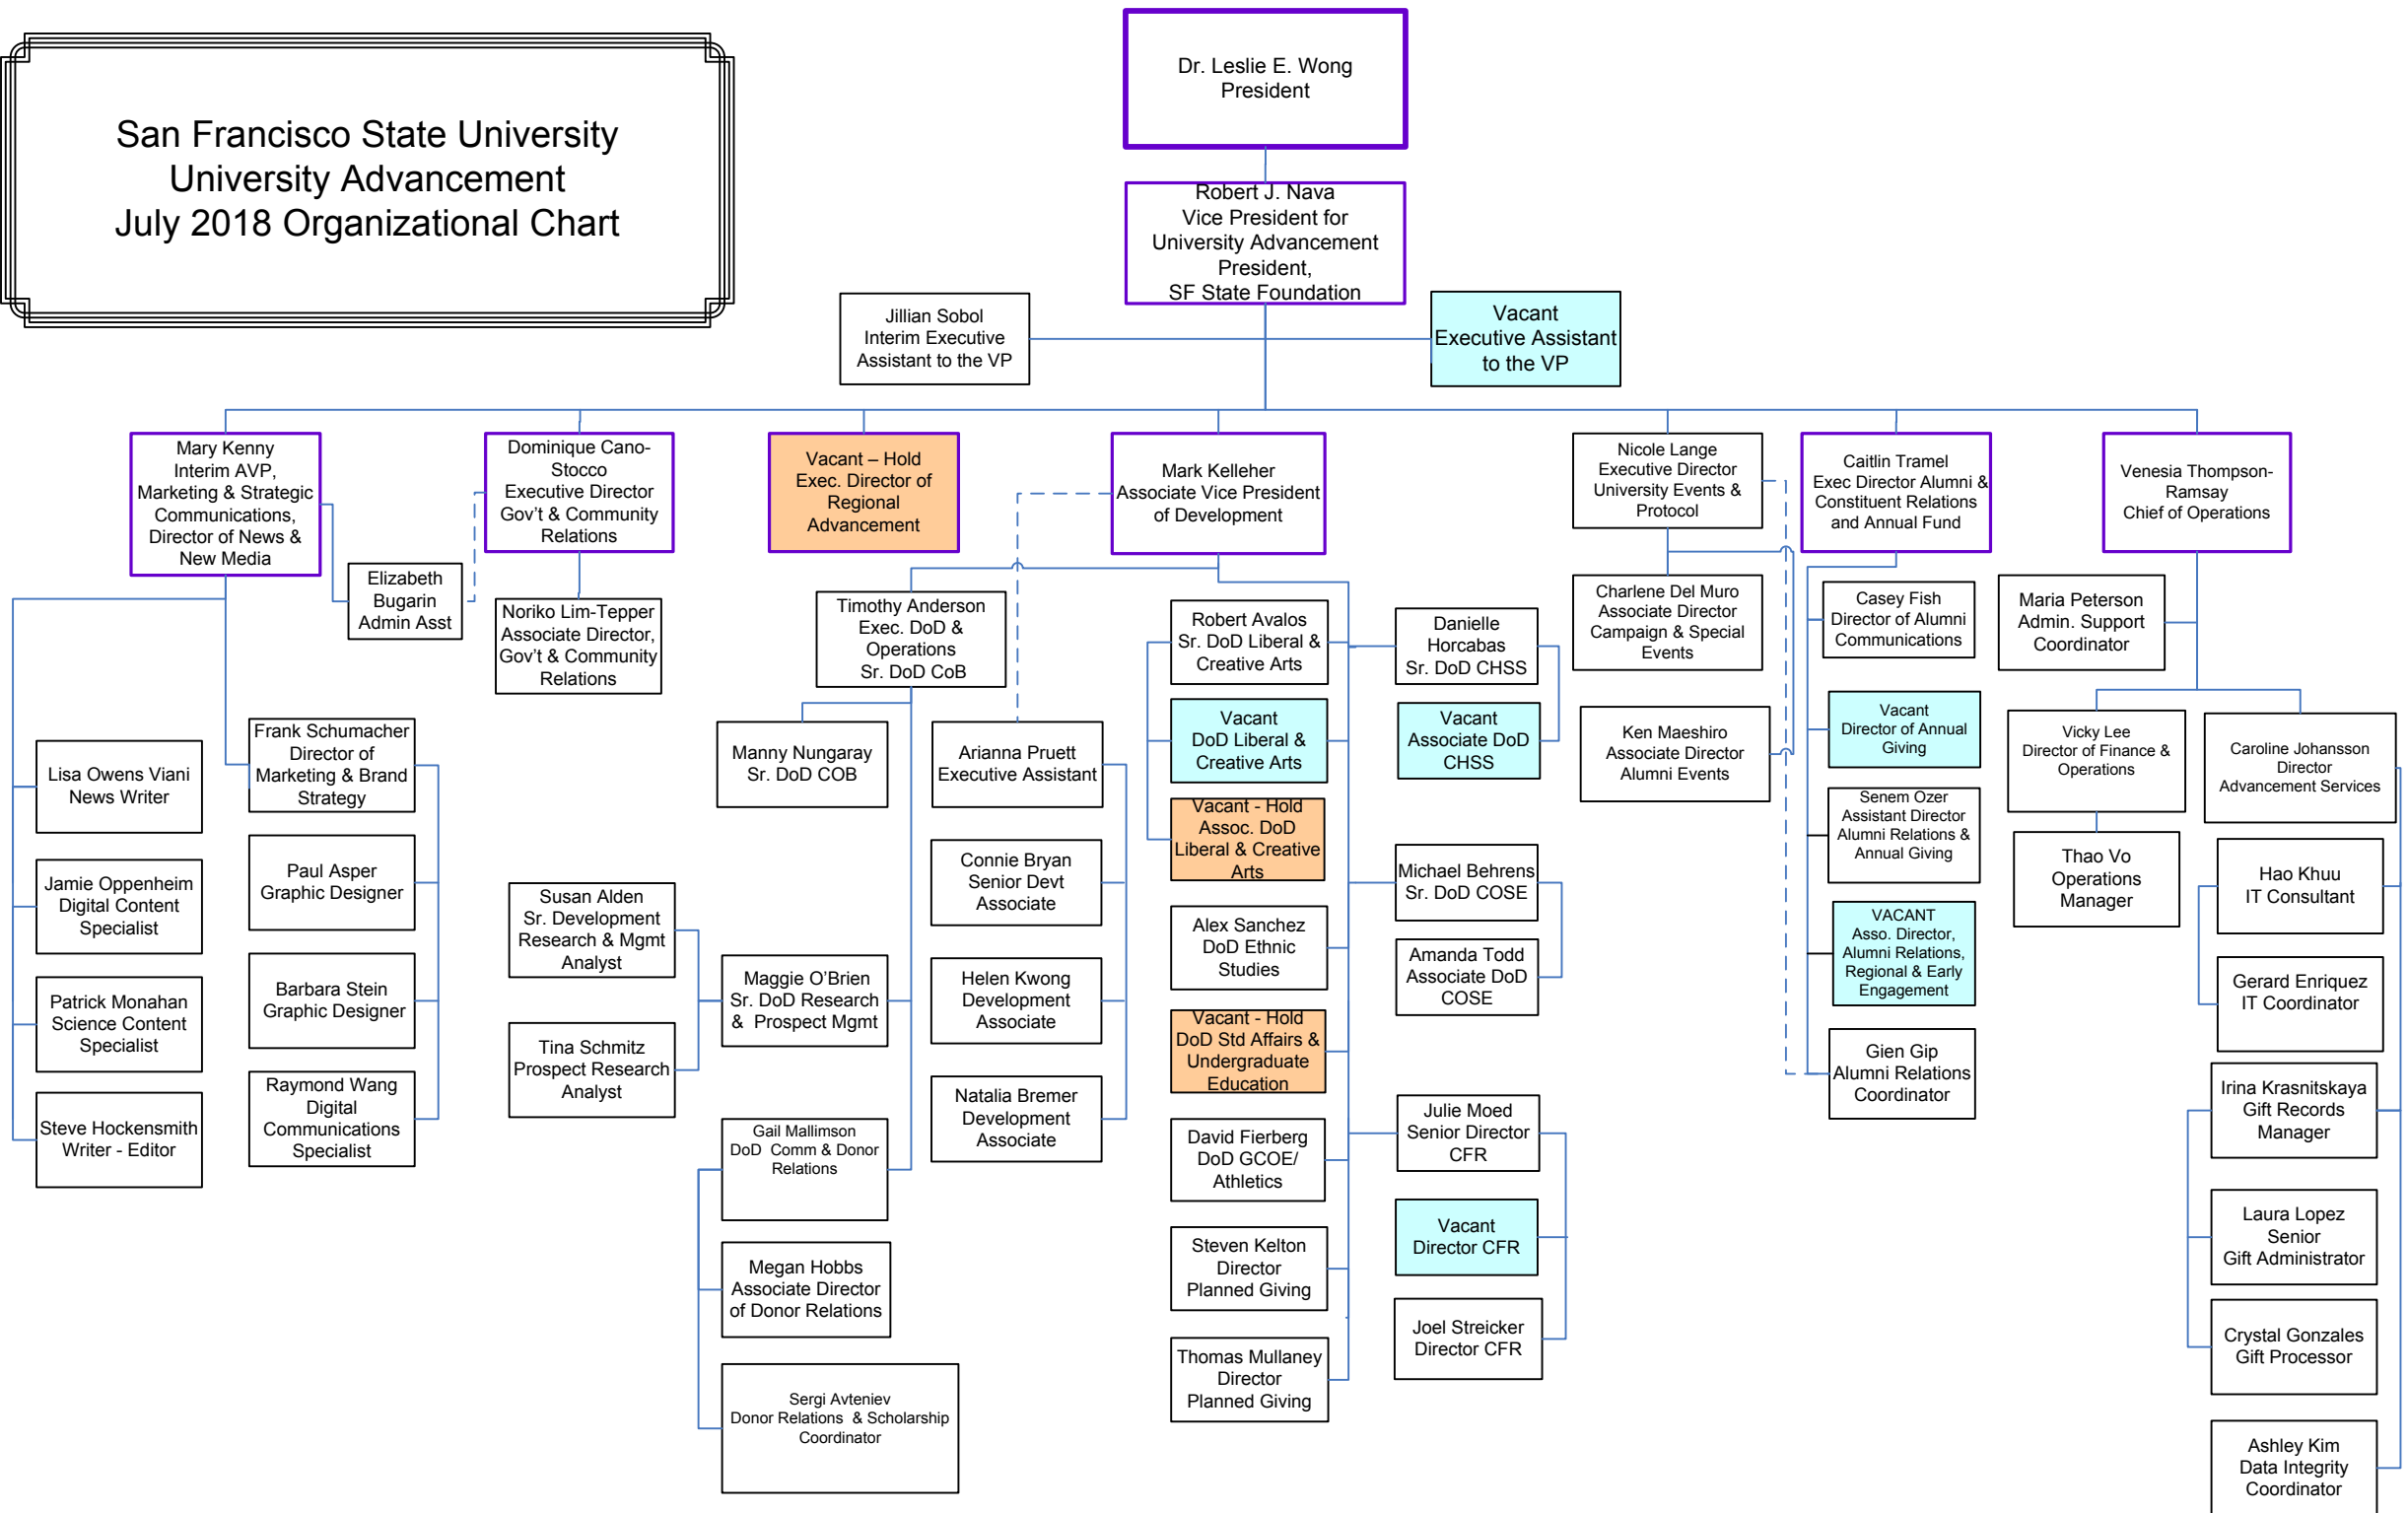 San Francisco State University
University Advancement
July 2018 Organizational Chart
Dr. Leslie E. Wong
President
Robert J. Nava
Vice President for
University Advancement
President,
SF State Foundation
Jillian Sobol
Interim Executive
Assistant to the VP
Vacant
Executive Assistant
to the VP
Mary Kenny
Interim AVP,
Marketing & Strategic
Communications,
Director of News &
New Media
Elizabeth
Bugarin
Admin Asst
Dominique Cano-
Stocco
Executive Director
Gov't & Community
Relations
Noriko Lim-Tepper
Associate Director,
Gov't & Community
Relations
Vacant – Hold
Exec. Director of
Regional
Advancement
Mark Kelleher
Associate Vice President
of Development
Nicole Lange
Executive Director
University Events &
Protocol
Caitlin Tramel
Exec Director Alumni &
Constituent Relations
and Annual Fund
Venesia Thompson-
Ramsay
Chief of Operations
Lisa Owens Viani
News Writer
Jamie Oppenheim
Digital Content
Specialist
Patrick Monahan
Science Content
Specialist
Steve Hockensmith
Writer - Editor
Frank Schumacher
Director of
Marketing & Brand
Strategy
Paul Asper
Graphic Designer
Barbara Stein
Graphic Designer
Raymond Wang
Digital
Communications
Specialist
Timothy Anderson
Exec. DoD &
Operations
Sr. DoD CoB
Manny Nungaray
Sr. DoD COB
Susan Alden
Sr. Development
Research & Mgmt
Analyst
Tina Schmitz
Prospect Research
Analyst
Maggie O'Brien
Sr. DoD Research
&  Prospect Mgmt
Gail Mallimson
DoD  Comm & Donor
Relations
Megan Hobbs
Associate Director
of Donor Relations
Sergi Avteniev
Donor Relations  & Scholarship
Coordinator
Arianna Pruett
Executive Assistant
Connie Bryan
Senior Devt
Associate
Helen Kwong
Development
Associate
Natalia Bremer
Development
Associate
Robert Avalos
Sr. DoD Liberal &
Creative Arts
Vacant
DoD Liberal &
Creative Arts
Vacant - Hold
Assoc. DoD
Liberal & Creative
Arts
Alex Sanchez
DoD Ethnic
Studies
Vacant - Hold
DoD Std Affairs &
Undergraduate
Education
David Fierberg
DoD GCOE/
Athletics
Steven Kelton
Director
Planned Giving
Thomas Mullaney
Director
Planned Giving
Danielle
Horcabas
Sr. DoD CHSS
Vacant
Associate DoD
CHSS
Michael Behrens
Sr. DoD COSE
Amanda Todd
Associate DoD
COSE
Julie Moed
Senior Director
CFR
Vacant
Director CFR
Joel Streicker
Director CFR
Charlene Del Muro
Associate Director
Campaign & Special
Events
Ken Maeshiro
Associate Director
Alumni Events
Casey Fish
Director of Alumni
Communications
Vacant
Director of Annual
Giving
Senem Ozer
Assistant Director
Alumni Relations &
Annual Giving
VACANT
Asso. Director,
Alumni Relations,
Regional & Early
Engagement
Gien Gip
Alumni Relations
Coordinator
Maria Peterson
Admin. Support
Coordinator
Vicky Lee
Director of Finance &
Operations
Thao Vo
Operations
Manager
Caroline Johansson
Director
Advancement Services
Hao Khuu
IT Consultant
Gerard Enriquez
IT Coordinator
Irina Krasnitskaya
Gift Records
Manager
Laura Lopez
Senior
Gift Administrator
Crystal Gonzales
Gift Processor
Ashley Kim
Data Integrity
Coordinator